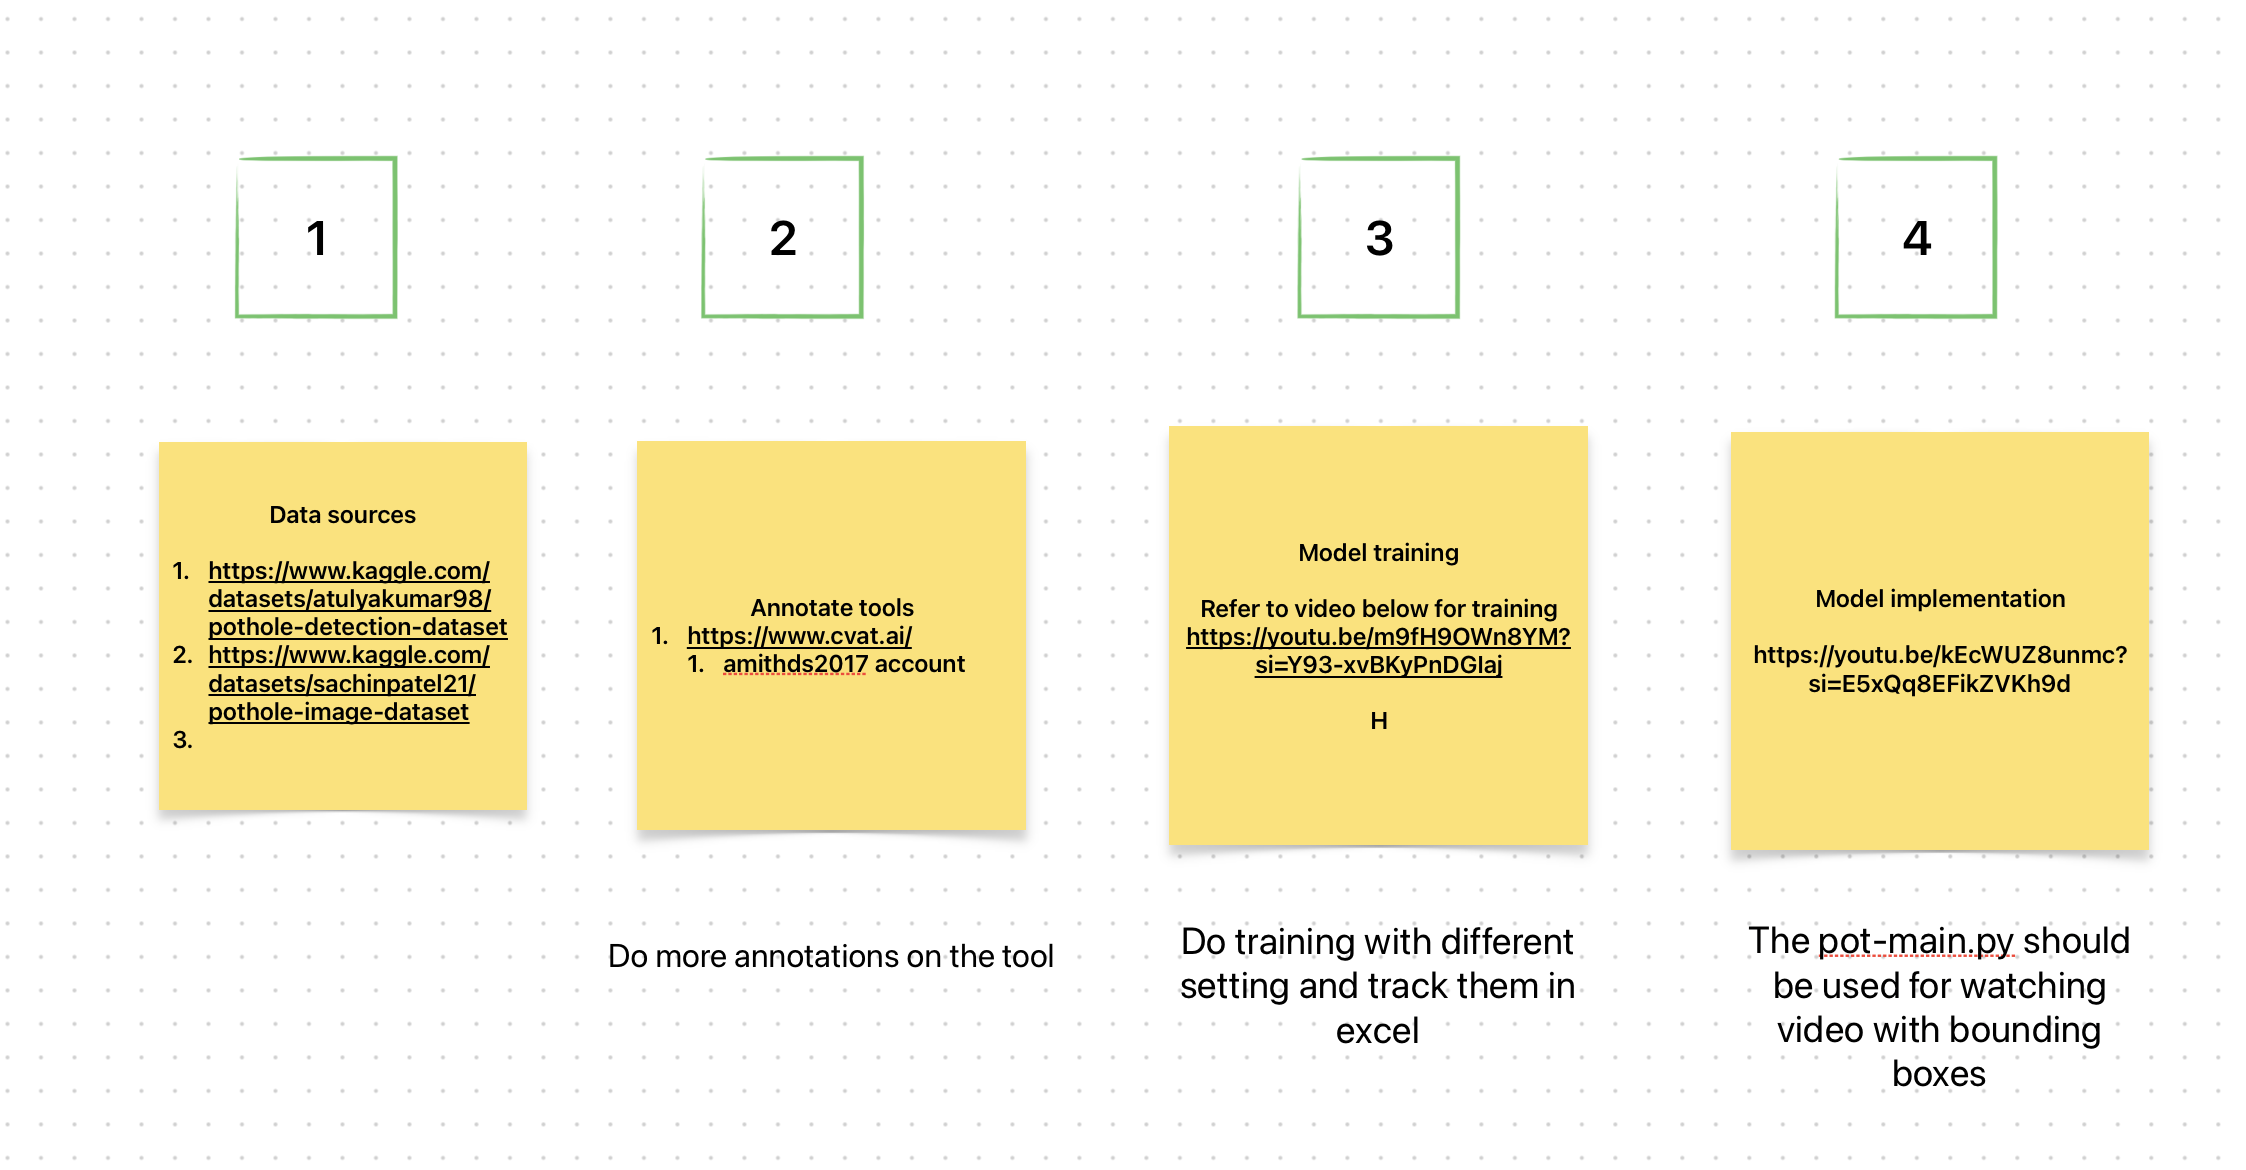 1
2
3
4
Data sources
1. https://www.kaggle.com/
datasets/atulyakumar98/
pothole-detection-dataset
2. https://www.kaggle.com/
datasets/sachinpatel21/
pothole-image-dataset
3.
Annotate tools
1. https://www.cvat.ai/
1. amithds2017 account
Do more annotations on the tool
Model training
Refer to video below for training
https://youtu.be/m9fH9OWn8YM?
si=Y93-xvBKyPnDGIaj
H
Do training with different
setting and track them in
excel
Model implementation
https://youtu.be/kEcWUZ8unmc?
si=E5xQq8EFikZVKh9d
The pot-main.py should
be used for watching
video with bounding
boxes